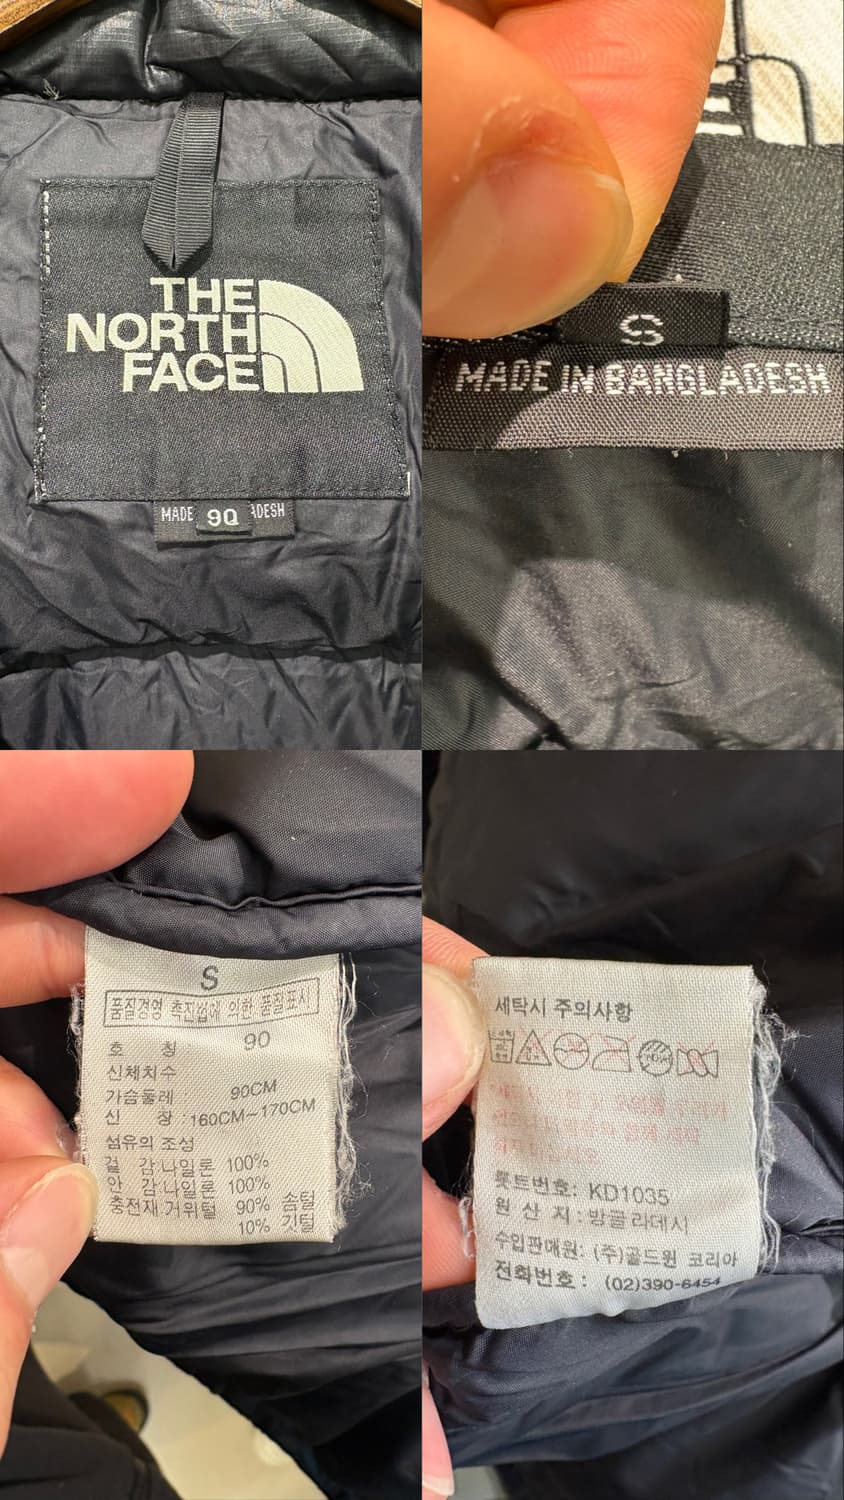 THE
NORTH
FACE
MADE 90 ADESH
S
MADE IN BANGLADESH
S
품질경영 촉진법에 의한 품질표시
호 칭 90
신체치수
가슴둘레 : 90CM
신 장 : 160CM~170CM
섬유의 조성
겉 감:나일론 100%
안 감:나일론 100%
충전재:거위털 90% 솜털
10% 깃털
세탁시 주의사항
롯트번호: KD1035
원 산 지 : 방글라데시
수입판매원: (주)골드윈 코리아
전화번호 : (02)390-6454